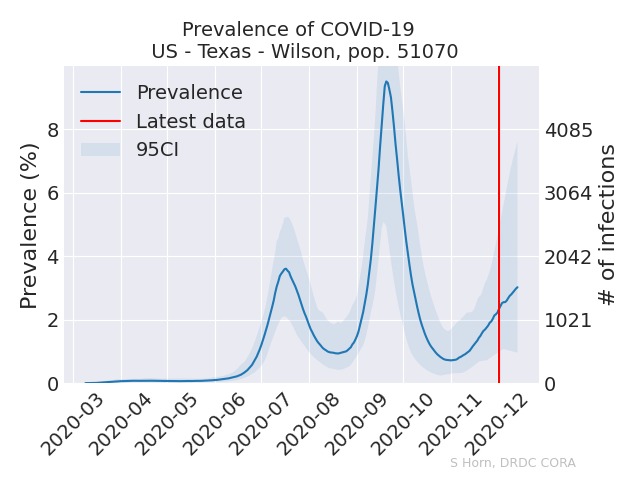 Prevalence of COVID-19
US - Texas - Wilson, pop. 51070
Prevalence
Latest data
95CI
Prevalence (%)
8
6
4
2
0
4085
3064
2042
1021
0
# of infections
2020-03
2020-04
2020-05
2020-06
2020-07
2020-08
2020-09
2020-10
2020-11
2020-12
S Horn, DRDC CORA